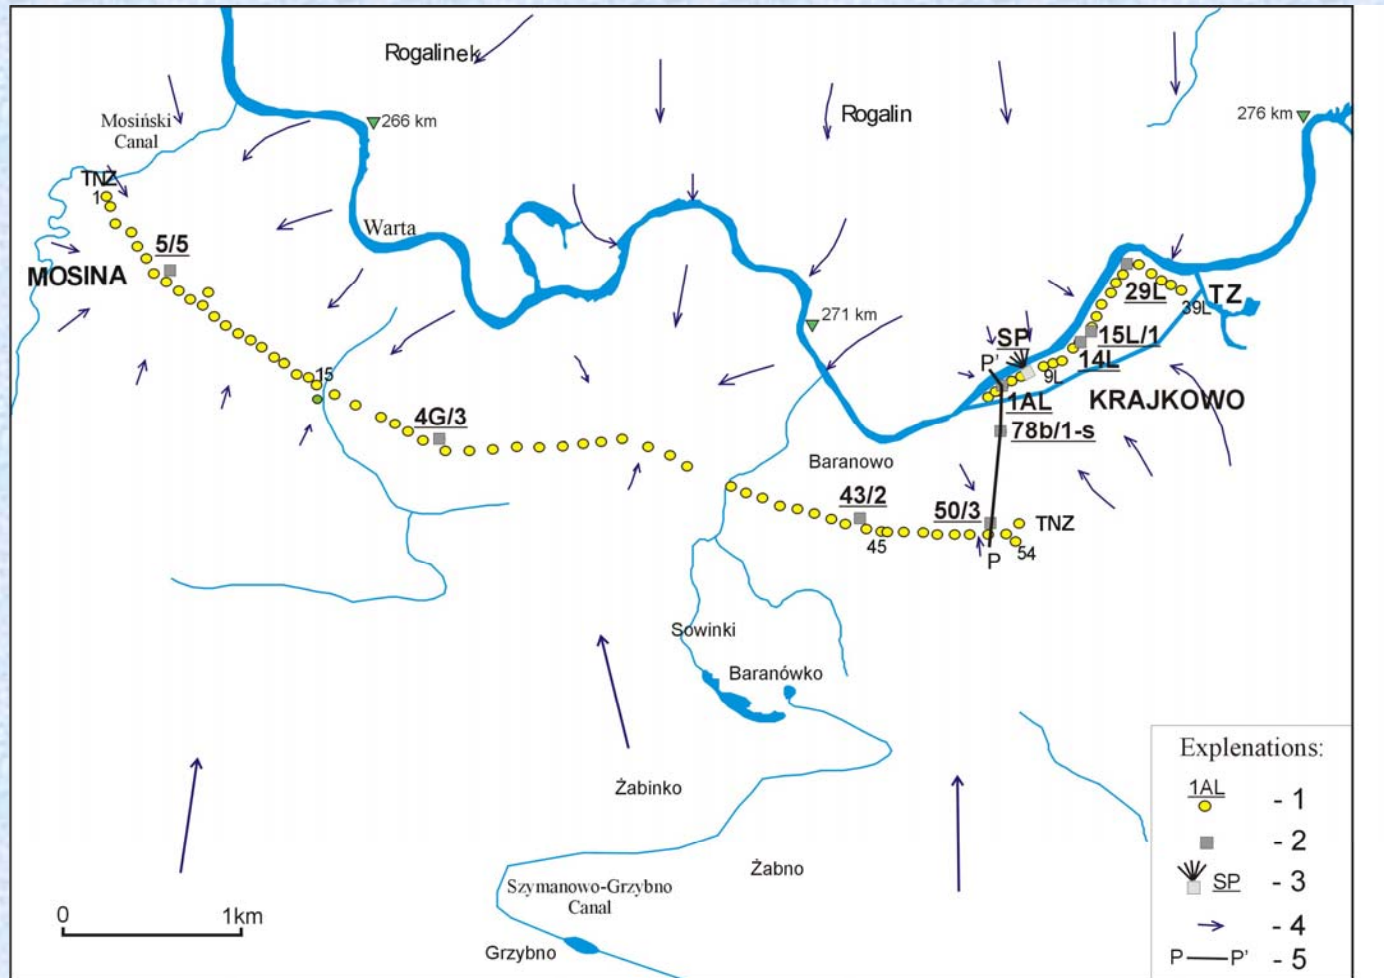 Rogalinek
Rogalin
276 km
266 km
Mosiński
Canal
TNZ
1
Warta
5/5
MOSINA
271 km
29L
TZ
39L
SP
15L/1
14L
P'
9L
1AL
KRAJKOWO
15
4G/3
78b/1-s
Baranowo
43/2
50/3
TNZ
45
54
P
Sowinki
Baranówko
Żabinko
Żabno
Szymanowo-Grzybno
Canal
Grzybno
0 1km
Explenations:
1AL - 1
- 2
SP - 3
- 4
P P' - 5